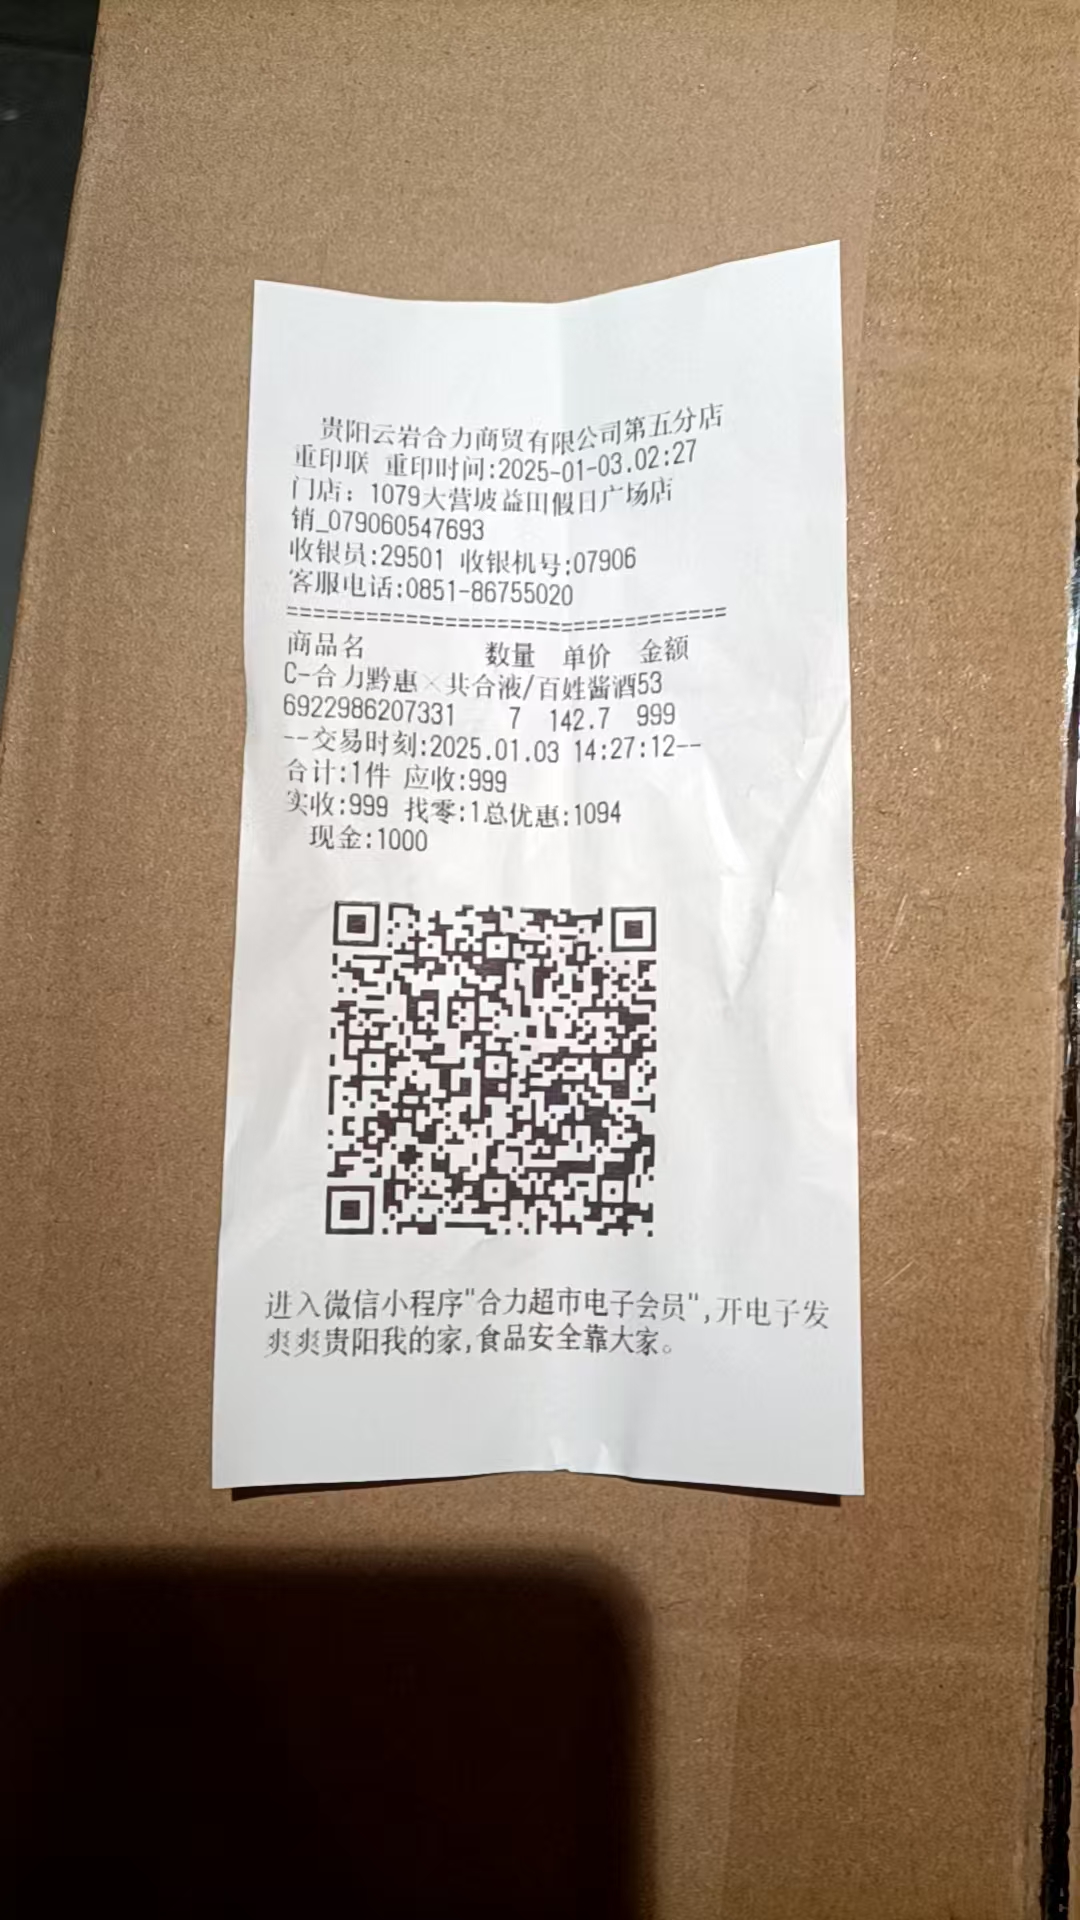 贵阳云岩合力商贸有限公司第五分店
重印联 重印时间:2025-01-03.02:27
门店：1079大营坡益田假日广场店
销_079060547693
收银员:29501 收银机号:07906
客服电话:0851-86755020
==================================
商品名 数量 单价 金额
C-合力黔惠×共合液/百姓酱酒53
6922986207331 7 142.7 999
--交易时刻:2025.01.03 14:27:12--
合计:1件 应收:999
实收:999 找零:1总优惠:1094
现金:1000
进入微信小程序"合力超市电子会员",开电子发
爽爽贵阳我的家,食品安全靠大家。